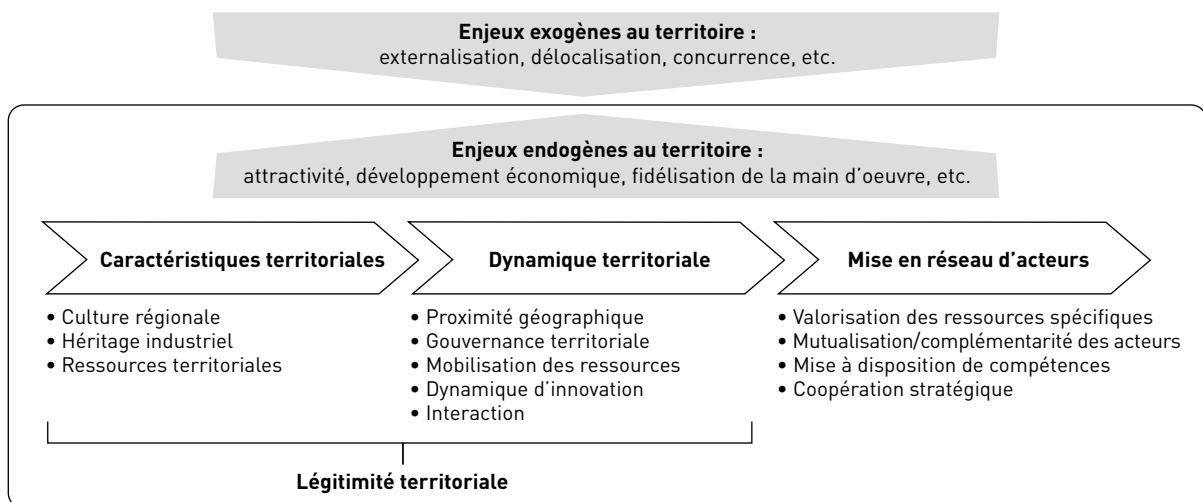 Enjeux exogènes au territoire :
externalisation, délocalisation, concurrence, etc.
Enjeux endogènes au territoire :
attractivité, développement économique, fidélisation de la main d'oeuvre, etc.
Caractéristiques territoriales
• Culture régionale
• Héritage industriel
• Ressources territoriales
Dynamique territoriale
• Proximité géographique
• Gouvernance territoriale
• Mobilisation des ressources
• Dynamique d'innovation
• Interaction
Mise en réseau d'acteurs
• Valorisation des ressources spécifiques
• Mutualisation/complémentarité des acteurs
• Mise à disposition de compétences
• Coopération stratégique
Légitimité territoriale